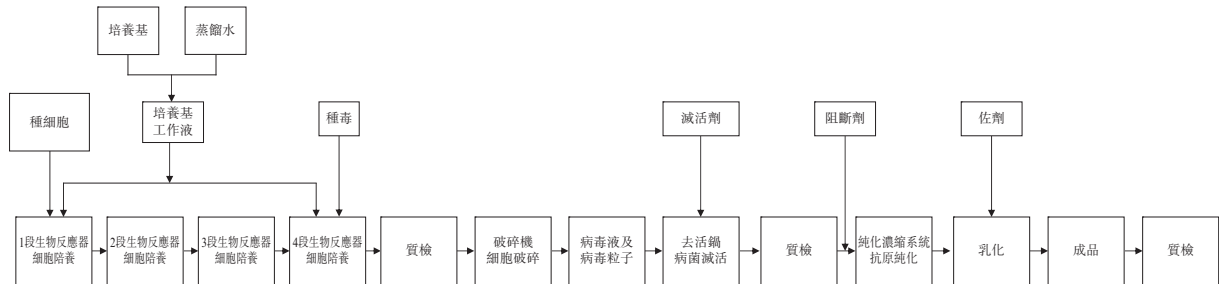 培養基
蒸餾水
種細胞
培養基
工作液
種毒
滅活劑
阻斷劑
佐劑
1段生物反應器
細胞陪養
2段生物反應器
細胞陪養
3段生物反應器
細胞陪養
4段生物反應器
細胞陪養
質檢
破碎機
細胞破碎
病毒液及
病毒粒子
去活鍋
病菌滅活
質檢
純化濃縮系統
抗原純化
乳化
成品
質檢